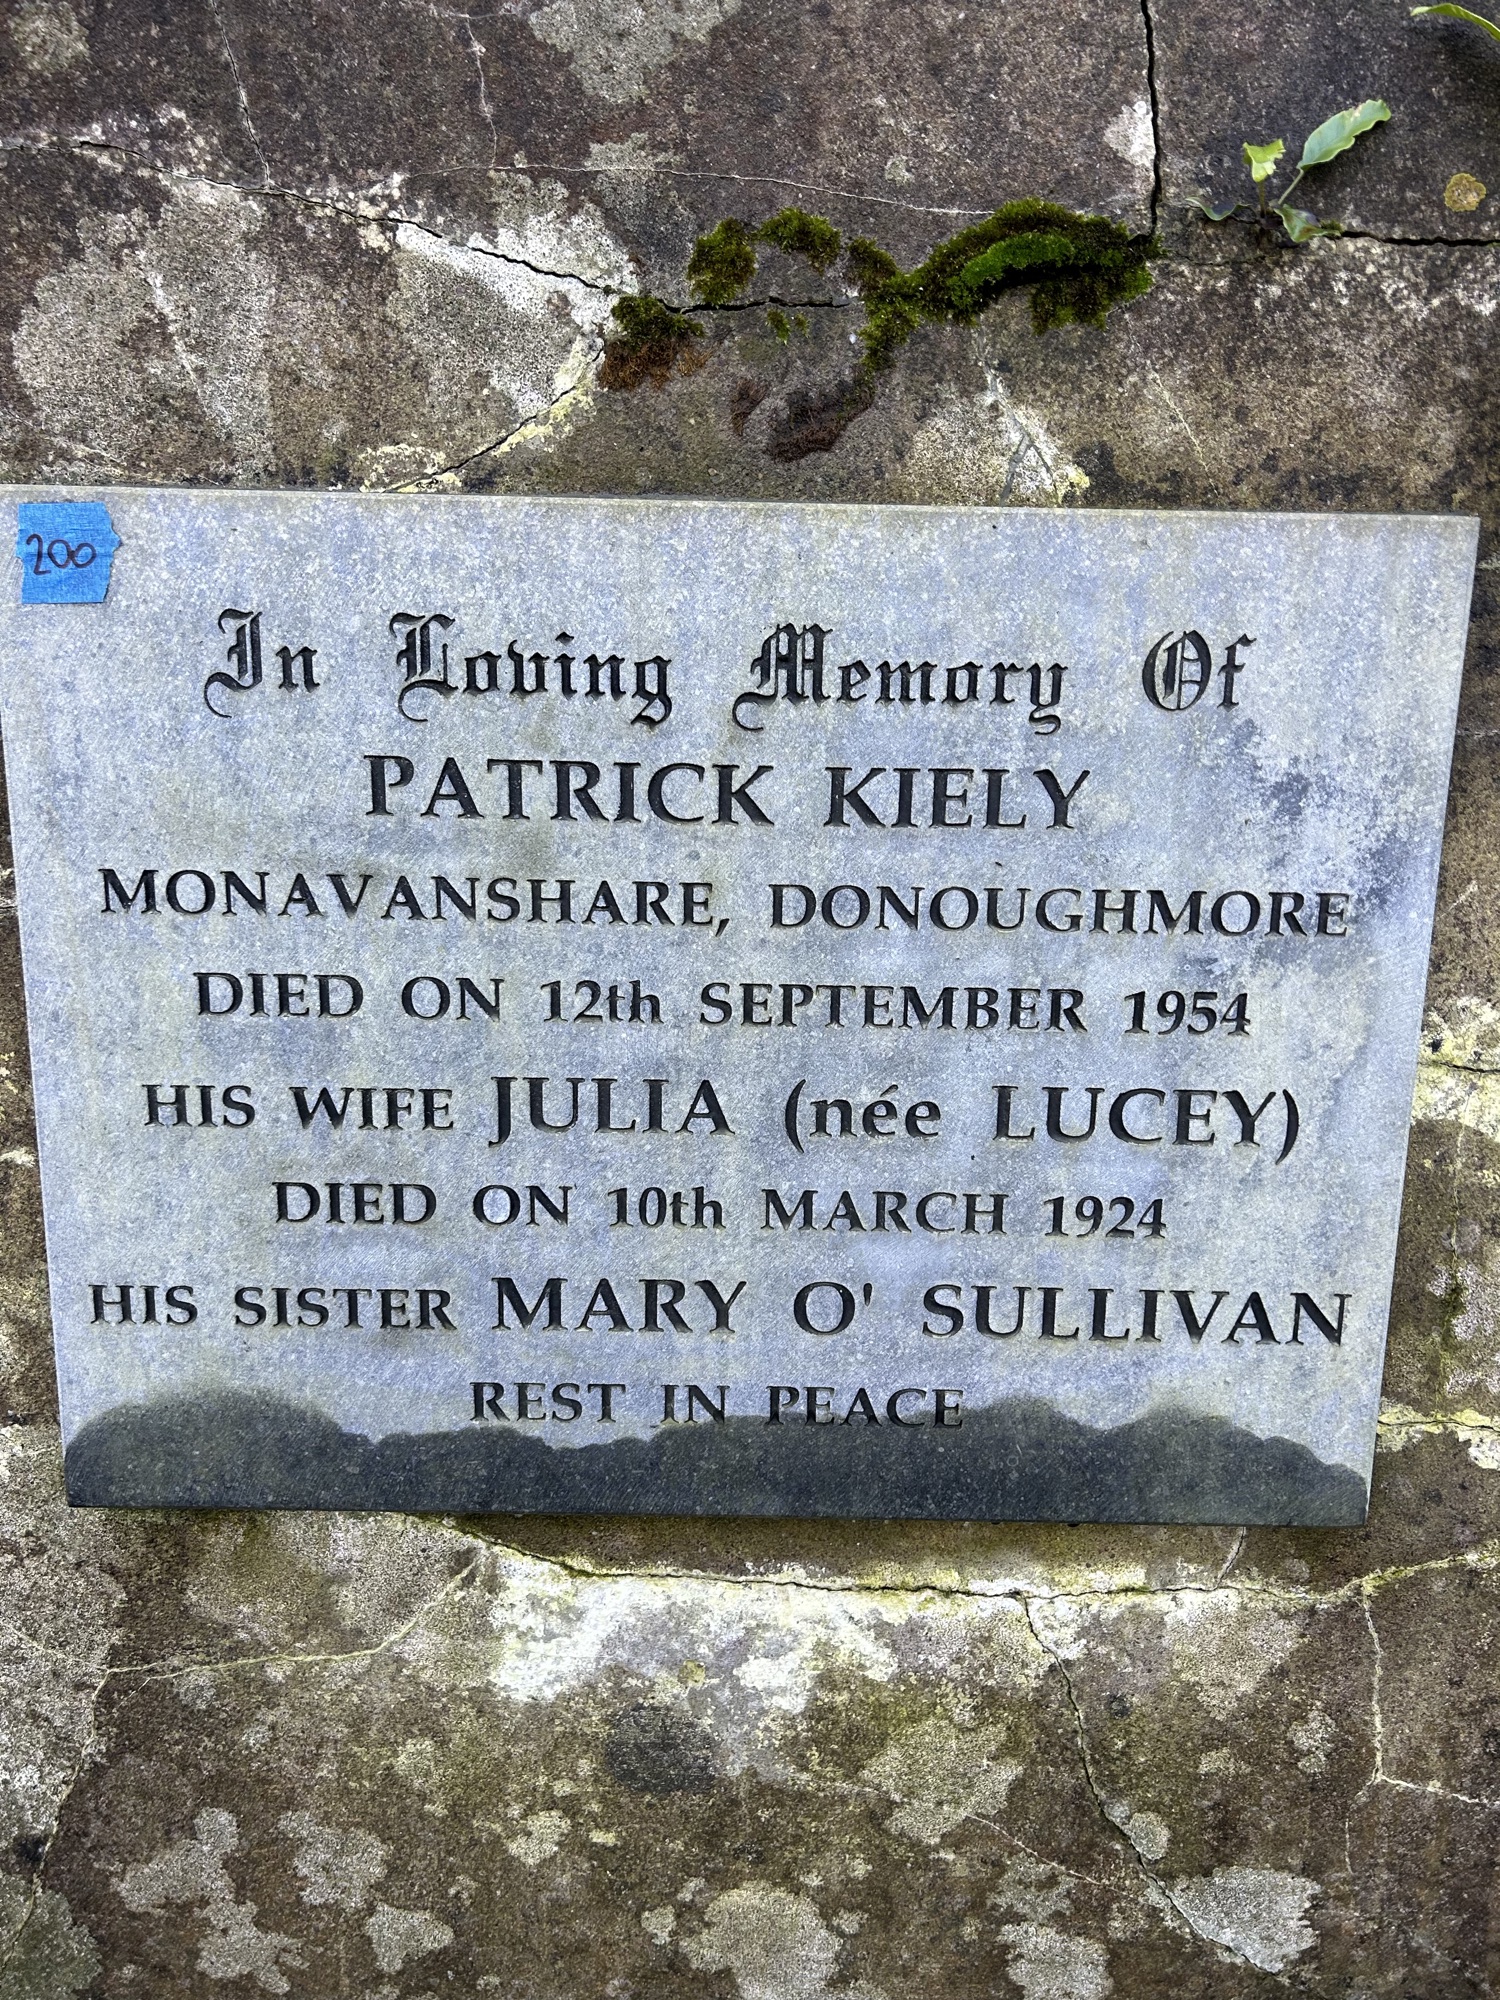 200
In Loving Memory Of
PATRICK KIELY
MONAVANSHARE, DONOUGHMORE
DIED ON 12th SEPTEMBER 1954
HIS WIFE JULIA (née LUCEY)
DIED ON 10th MARCH 1924
HIS SISTER MARY O' SULLIVAN
REST IN PEACE